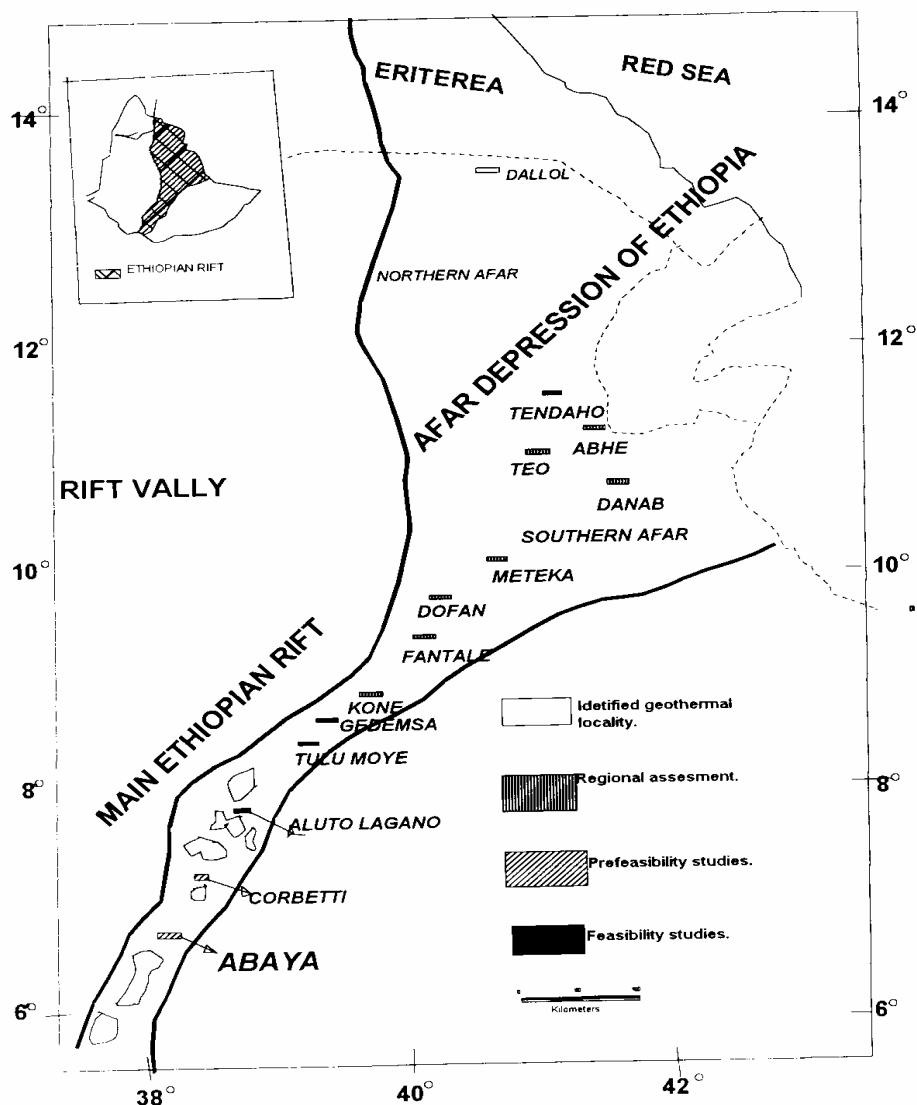 ERITEREA
RED SEA
14°
14°
DALLOL
ETHIOPIAN RIFT
NORTHERN AFAR
AFAR DEPRESSION OF ETHIOPIA
12°
12°
TENDAHO
ABHE
TEO
RIFT VALLY
DANAB
SOUTHERN AFAR
10°
10°
METEKA
DOFAN
FANTALE
MAIN ETHIOPIAN RIFT
KONE
GEDEMSA
TULU MOYE
8°
8°
ALUTO LAGANO
CORBETTI
ABAYA
6°
6°
Idetified geothermal
locality.
Regional assesment.
Prefeasibility studies.
Feasibility studies.
Kilometers
38°
40°
42°